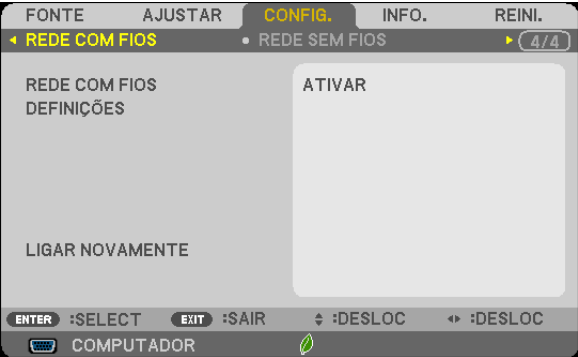 FONTE AJUSTAR CONFIG. INFO. REINI.
REDE COM FIOS • REDE SEM FIOS 4/4
REDE COM FIOS ATIVAR
DEFINIÇÕES
LIGAR NOVAMENTE
ENTER :SELECT EXIT :SAIR :DESLOC :DESLOC
COMPUTADOR